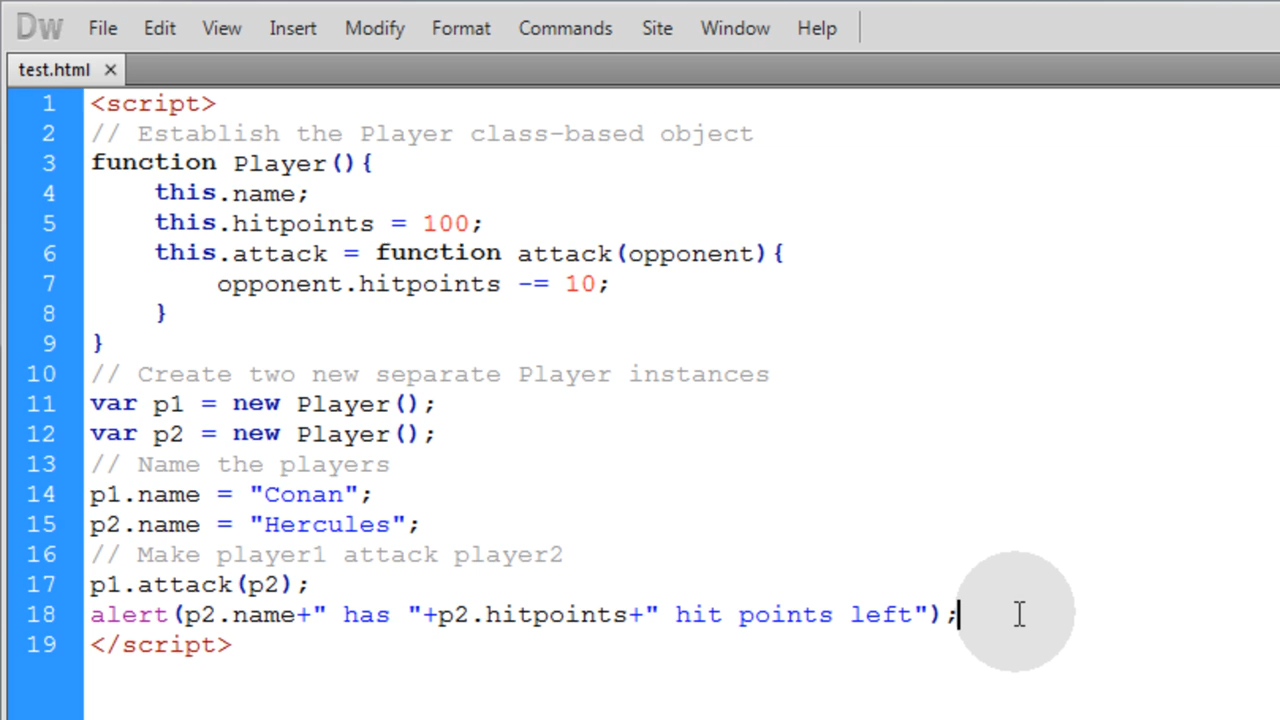 Dw File Edit View Insert Modify Format Commands Site Window Help
test.html ×
1 <script>
2 // Establish the Player class-based object
3 function Player(){
4     this.name;
5     this.hitpoints = 100;
6     this.attack = function attack(opponent){
7         opponent.hitpoints -= 10;
8     }
9 }
10 // Create two new separate Player instances
11 var p1 = new Player();
12 var p2 = new Player();
13 // Name the players
14 p1.name = "Conan";
15 p2.name = "Hercules";
16 // Make player1 attack player2
17 p1.attack(p2);
18 alert(p2.name+" has "+p2.hitpoints+" hit points left");
19 </script>